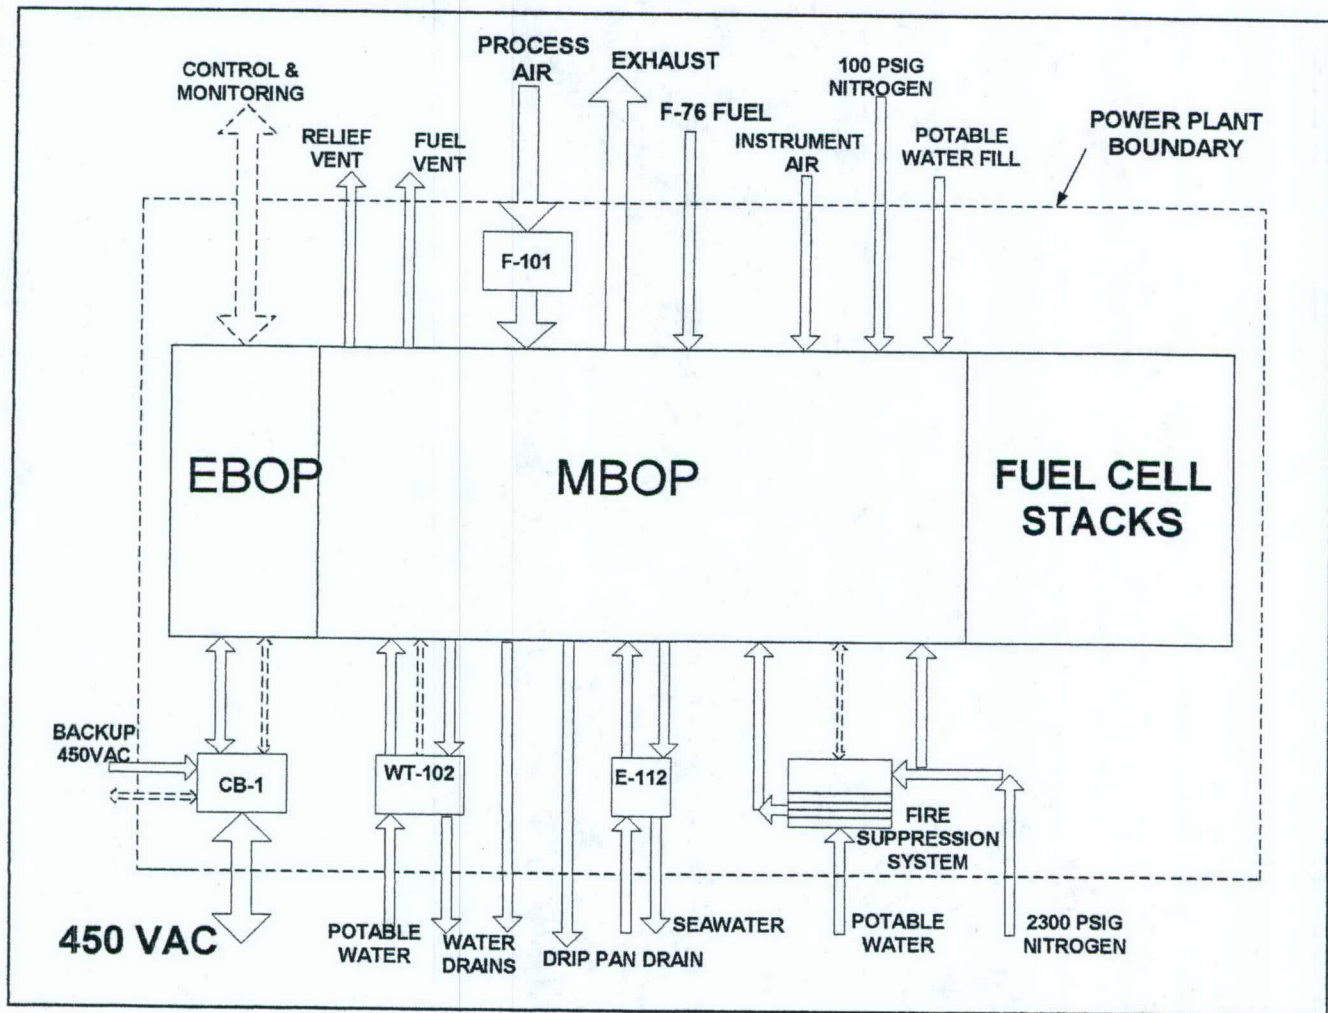 PROCESS
AIR
EXHAUST
CONTROL &
MONITORING
100 PSIG
NITROGEN
RELIEF
VENT
FUEL
VENT
F-76 FUEL
INSTRUMENT
AIR
POTABLE
WATER FILL
POWER PLANT
BOUNDARY
F-101
EBOP
MBOP
FUEL CELL
STACKS
BACKUP
450VAC
CB-1
WT-102
E-112
FIRE
SUPPRESSION
SYSTEM
450 VAC
POTABLE
WATER
WATER
DRAINS
DRIP PAN DRAIN
SEAWATER
POTABLE
WATER
2300 PSIG
NITROGEN